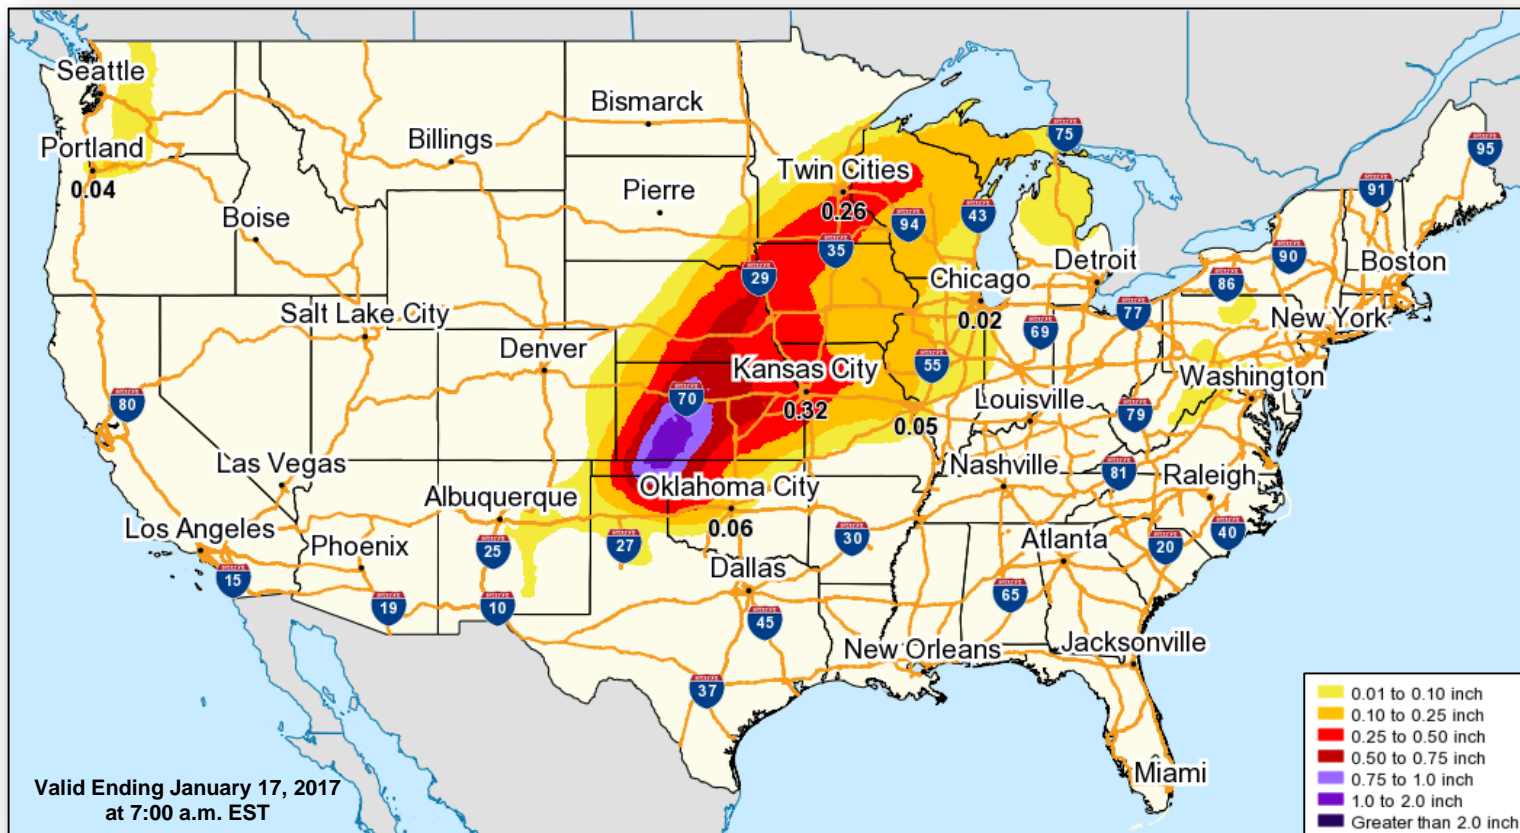 Seattle
75
Bismarck
95
Portland
Billings
Twin Cities
0.04
Pierre
91
Boise
0.26
94
43
35
90
29
Detroit
Boston
Chicago
86
Salt Lake City
0.02
77
New York
69
Denver
Kansas City
55
Washington
80
70
Louisville
0.32
79
0.05
Las Vegas
Nashville
81
Raleigh
Albuquerque
Oklahoma City
Los Angeles
0.06
40
Phoenix
25
27
30
Atlanta
20
15
Dallas
19
10
65
45
New Orleans
Jacksonville
37
Miami
0.01 to 0.10 inch
0.10 to 0.25 inch
0.25 to 0.50 inch
0.50 to 0.75 inch
0.75 to 1.0 inch
1.0 to 2.0 inch
Greater than 2.0 inch
Valid Ending January 17, 2017
at 7:00 a.m. EST